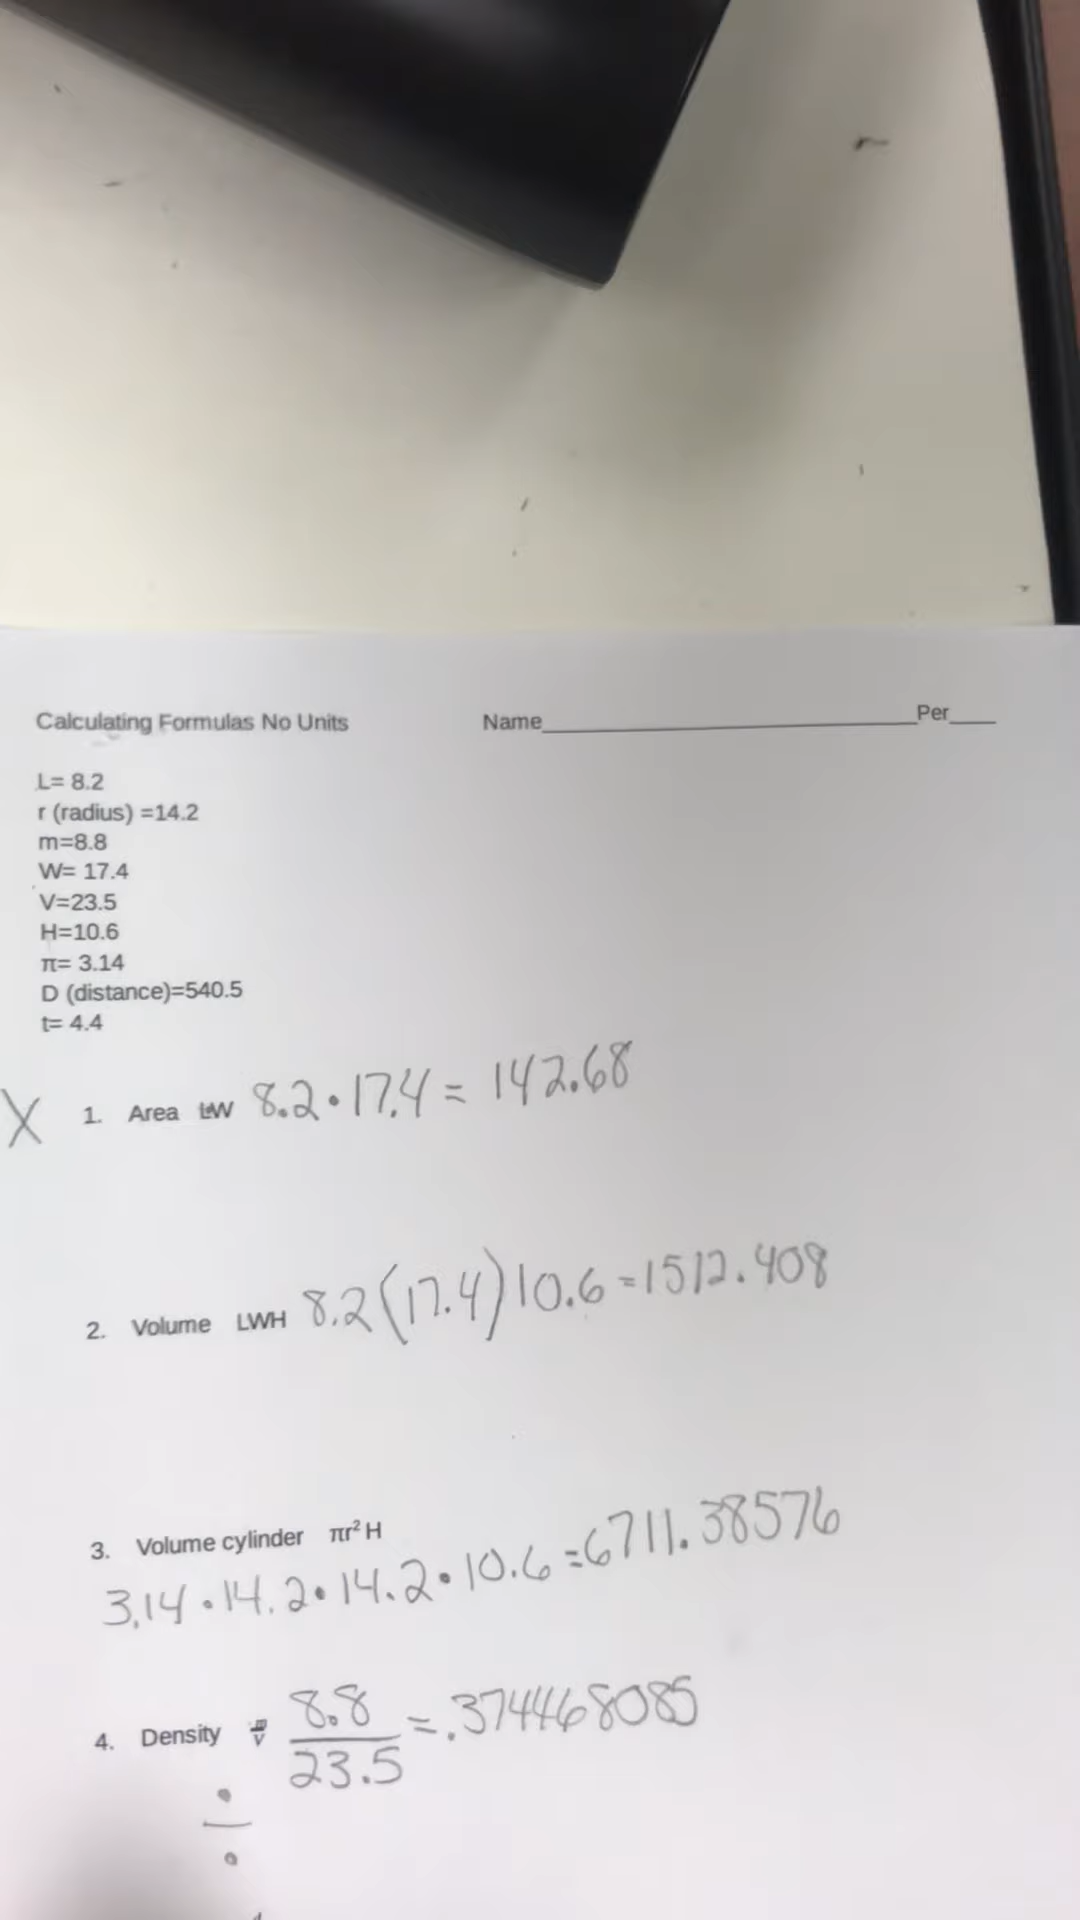 Calculating Formulas No Units Name____________________Per____
L= 8.2
r (radius) =14.2
m=8.8
W= 17.4
V=23.5
H=10.6
π= 3.14
D (distance)=540.5
t= 4.4
X 1. Area LW 8.2 • 17.4 = 142.68
2. Volume LWH 8.2(17.4)10.6=1512.408
3. Volume cylinder πr² H
3.14 • 14.2 • 14.2 • 10.6 =6711.38576
4. Density m/V 8.8/23.5 = .374468085
÷